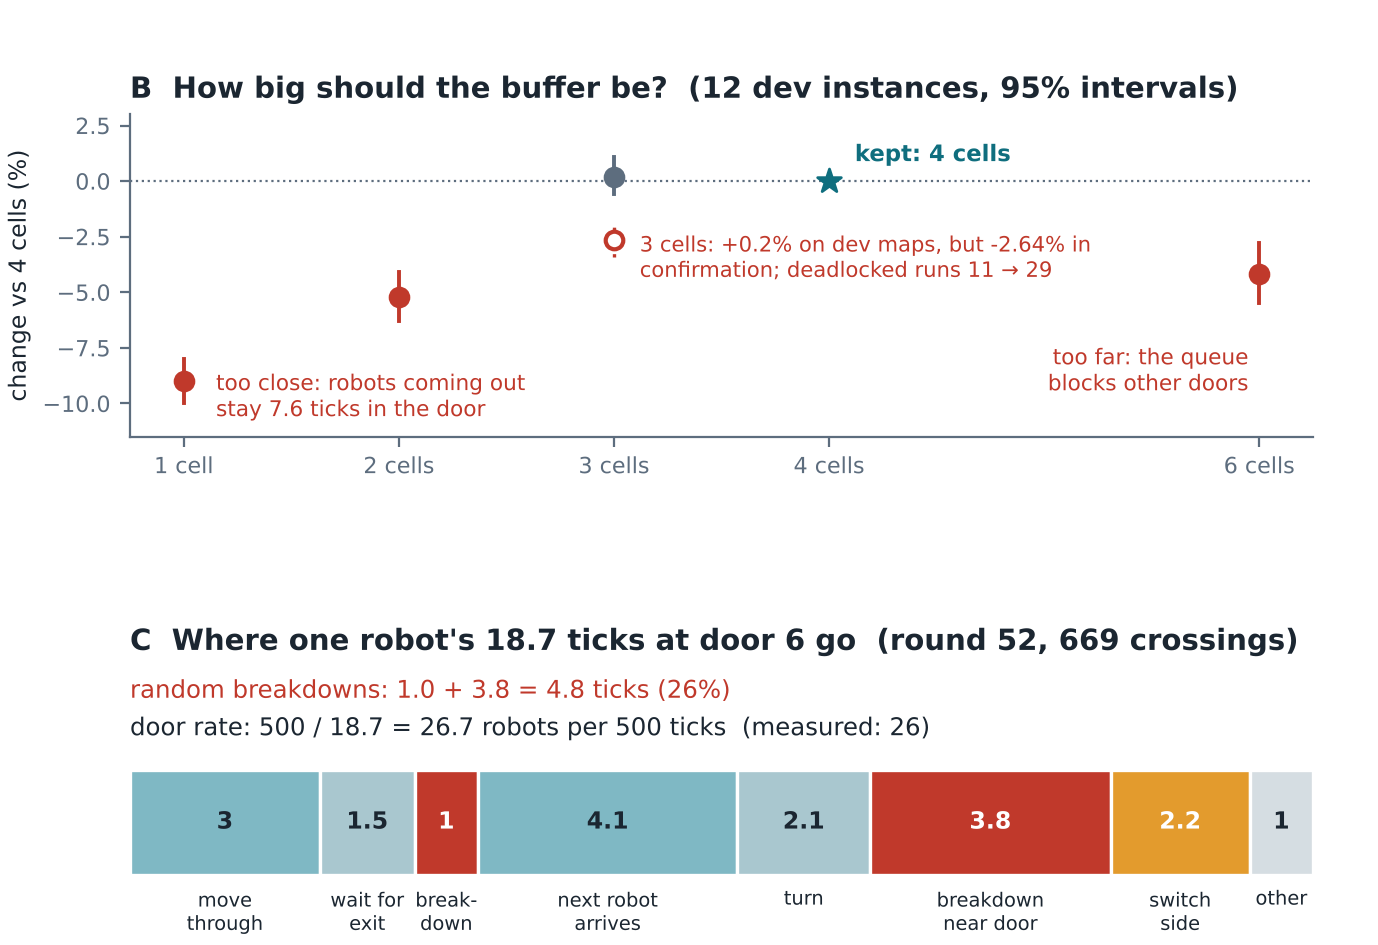 B How big should the buffer be? (12 dev instances, 95% intervals)
change vs 4 cells (%)
2.5
0.0
−2.5
−5.0
−7.5
−10.0
kept: 4 cells
3 cells: +0.2% on dev maps, but -2.64% in
confirmation; deadlocked runs 11 → 29
too far: the queue
blocks other doors
too close: robots coming out
stay 7.6 ticks in the door
1 cell
2 cells
3 cells
4 cells
6 cells
C Where one robot's 18.7 ticks at door 6 go (round 52, 669 crossings)
random breakdowns: 1.0 + 3.8 = 4.8 ticks (26%)
door rate: 500 / 18.7 = 26.7 robots per 500 ticks (measured: 26)
3
1.5
1
4.1
2.1
3.8
2.2
1
move
through
wait for
exit
break-
down
next robot
arrives
turn
breakdown
near door
switch
side
other